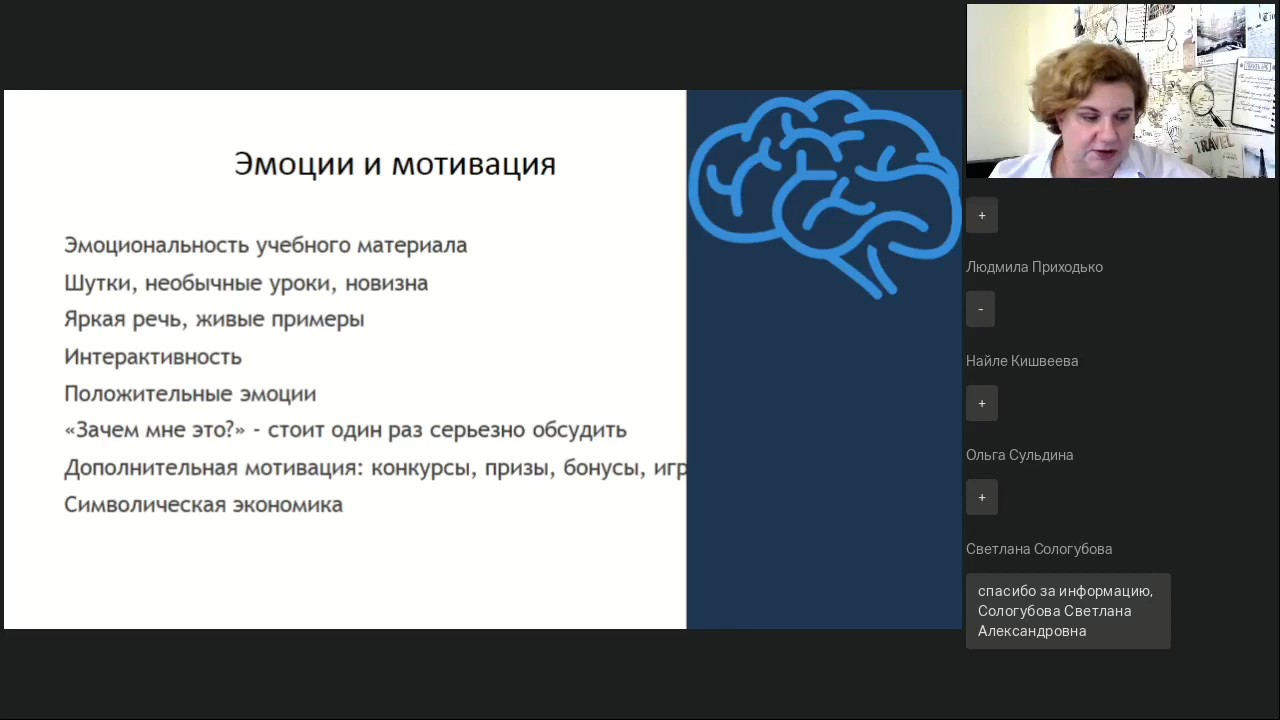 Эмоции и мотивация
Эмоциональность учебного материала
Шутки, необычные уроки, новизна
Яркая речь, живые примеры
Интерактивность
Положительные эмоции
«Зачем мне это?» - стоит один раз серьезно обсудить
Дополнительная мотивация: конкурсы, призы, бонусы, игр
Символическая экономика
TRAVEL
+
Людмила Приходько
-
Найле Кишвеева
+
Ольга Сульдина
+
Светлана Сологубова
спасибо за информацию,
Сологубова Светлана
Александровна